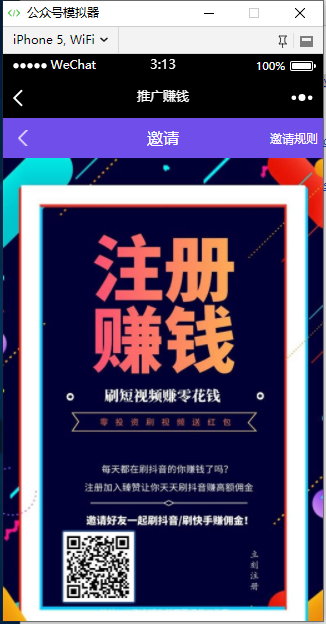 公众号模拟器
iPhone 5, WiFi
WeChat
3:13
100%
推广赚钱
邀请
邀请规则
注册
赚钱
刷短视频赚零花钱
零投资刷视频送红包
每天都在刷抖音的你赚钱了吗?
注册加入臻赞让你天天刷抖音赚高额佣金
邀请好友一起刷抖音/刷快手赚佣金!
立刻注册